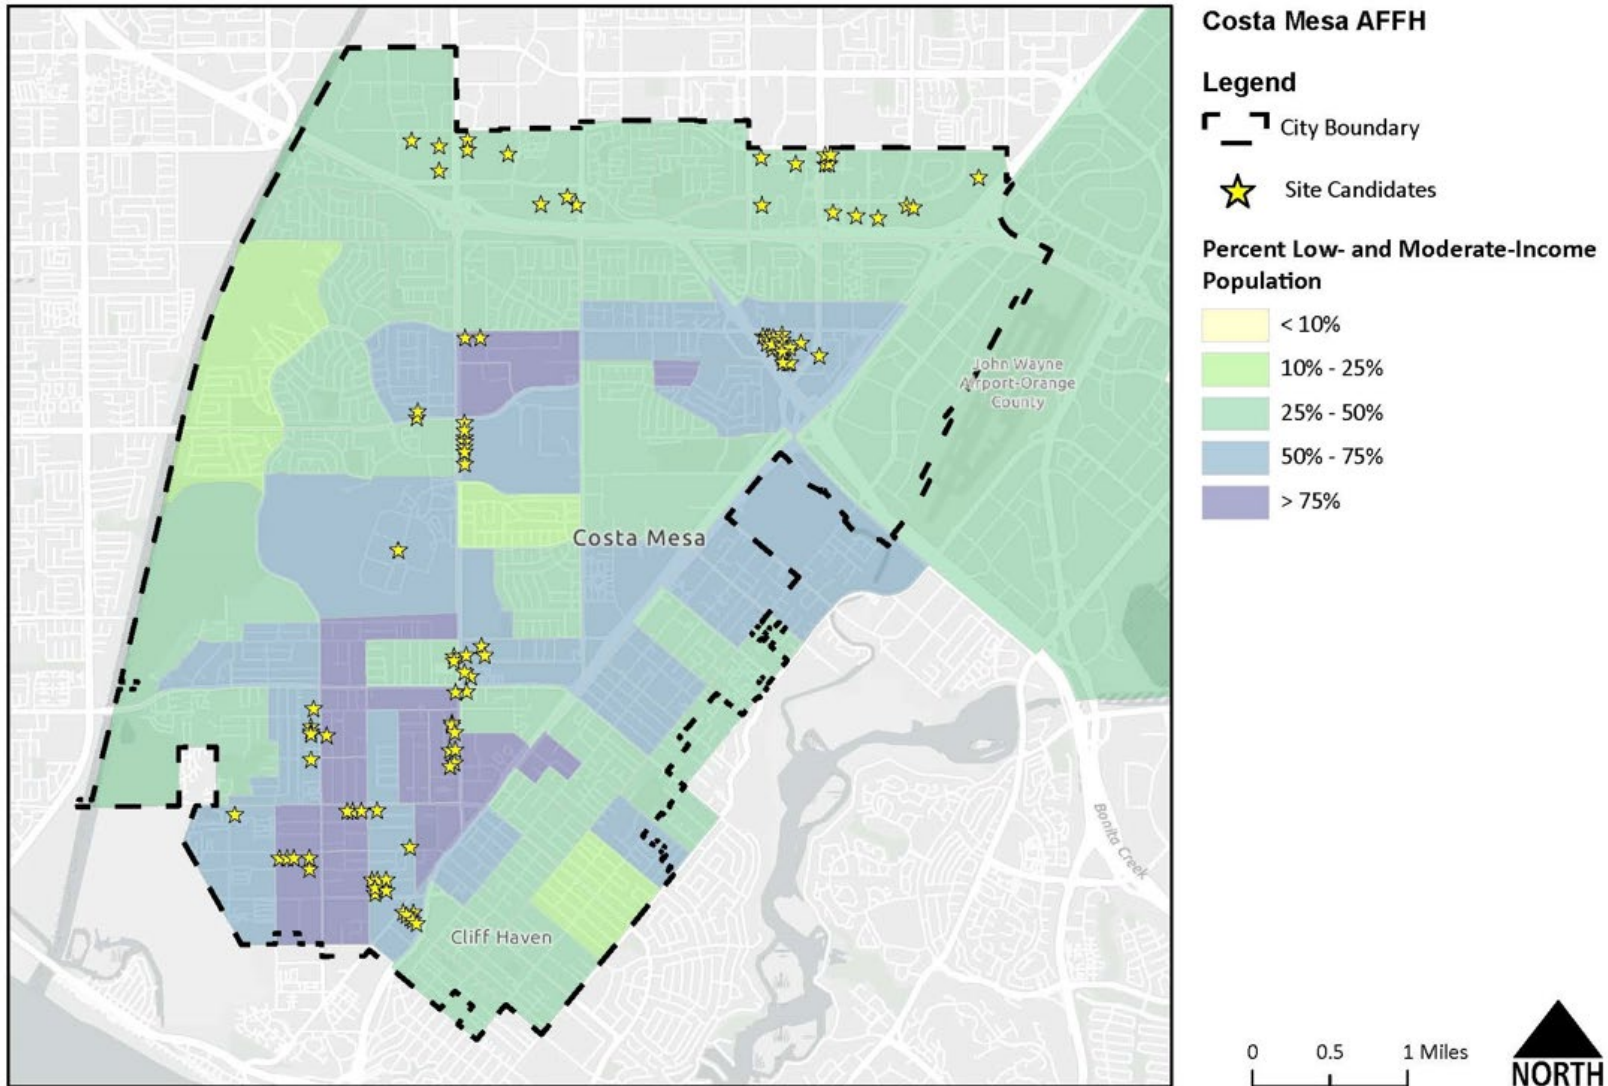 Costa Mesa AFFH
Legend
City Boundary
Site Candidates
Percent Low- and Moderate-Income
Population
< 10%
10% - 25%
25% - 50%
50% - 75%
> 75%
John Wayne
Airport-Orange
County
Costa Mesa
Bonita Creek
Cliff Haven
0 0.5 1 Miles
NORTH